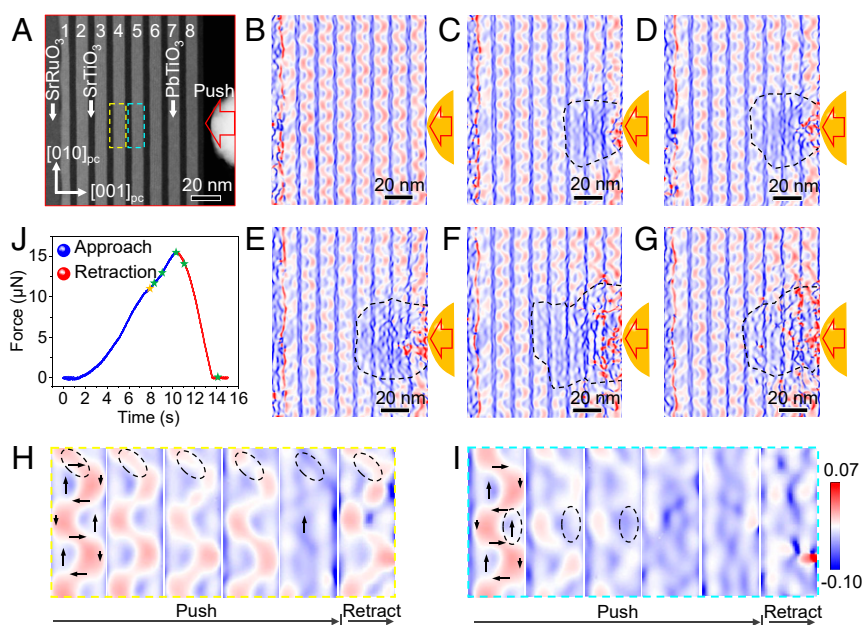 A
1 2 3 4 5 6 7 8
SrRuO3
SrTiO3
PbTiO3
Push
[010]pc
[001]pc
20 nm
B
20 nm
C
20 nm
D
20 nm
J
Approach
Retraction
Force (μN)
15
10
5
0
0 2 4 6 8 10 12 14 16
Time (s)
E
20 nm
F
20 nm
G
20 nm
H
Push
Retract
I
0.07
-0.10
Push
Retract